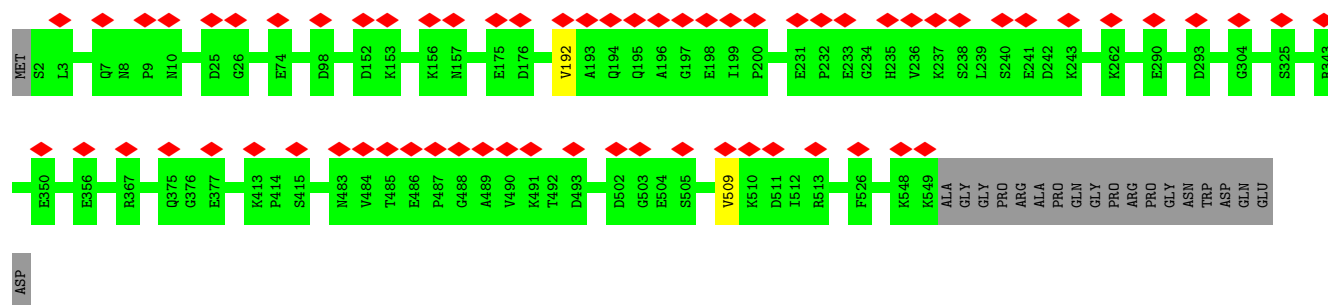 MET S2 L3 Q7 N8 P9 N10 D25 G26 E74 D98 D152 K153 K156 N157 E175 D176 V192 A193 Q194 Q195 A196 G197 E198 I199 P200 E231 P232 E233 G234 H235 V236 K237 S238 L239 S240 E241 D242 K243 K262 E290 D293 G304 S325 R343
E350 E356 R367 Q375 G376 E377 K413 P414 S415 N483 V484 T485 E486 P487 G488 A489 V490 K491 T492 D493 D502 G503 E504 S505 V509 K510 D511 I512 R513 F526 K548 K549 ALA GLY GLY PRO ARG ALA PRO GLN GLY PRO ARG PRO GLY ASN TRP ASP GLN GLU
ASP